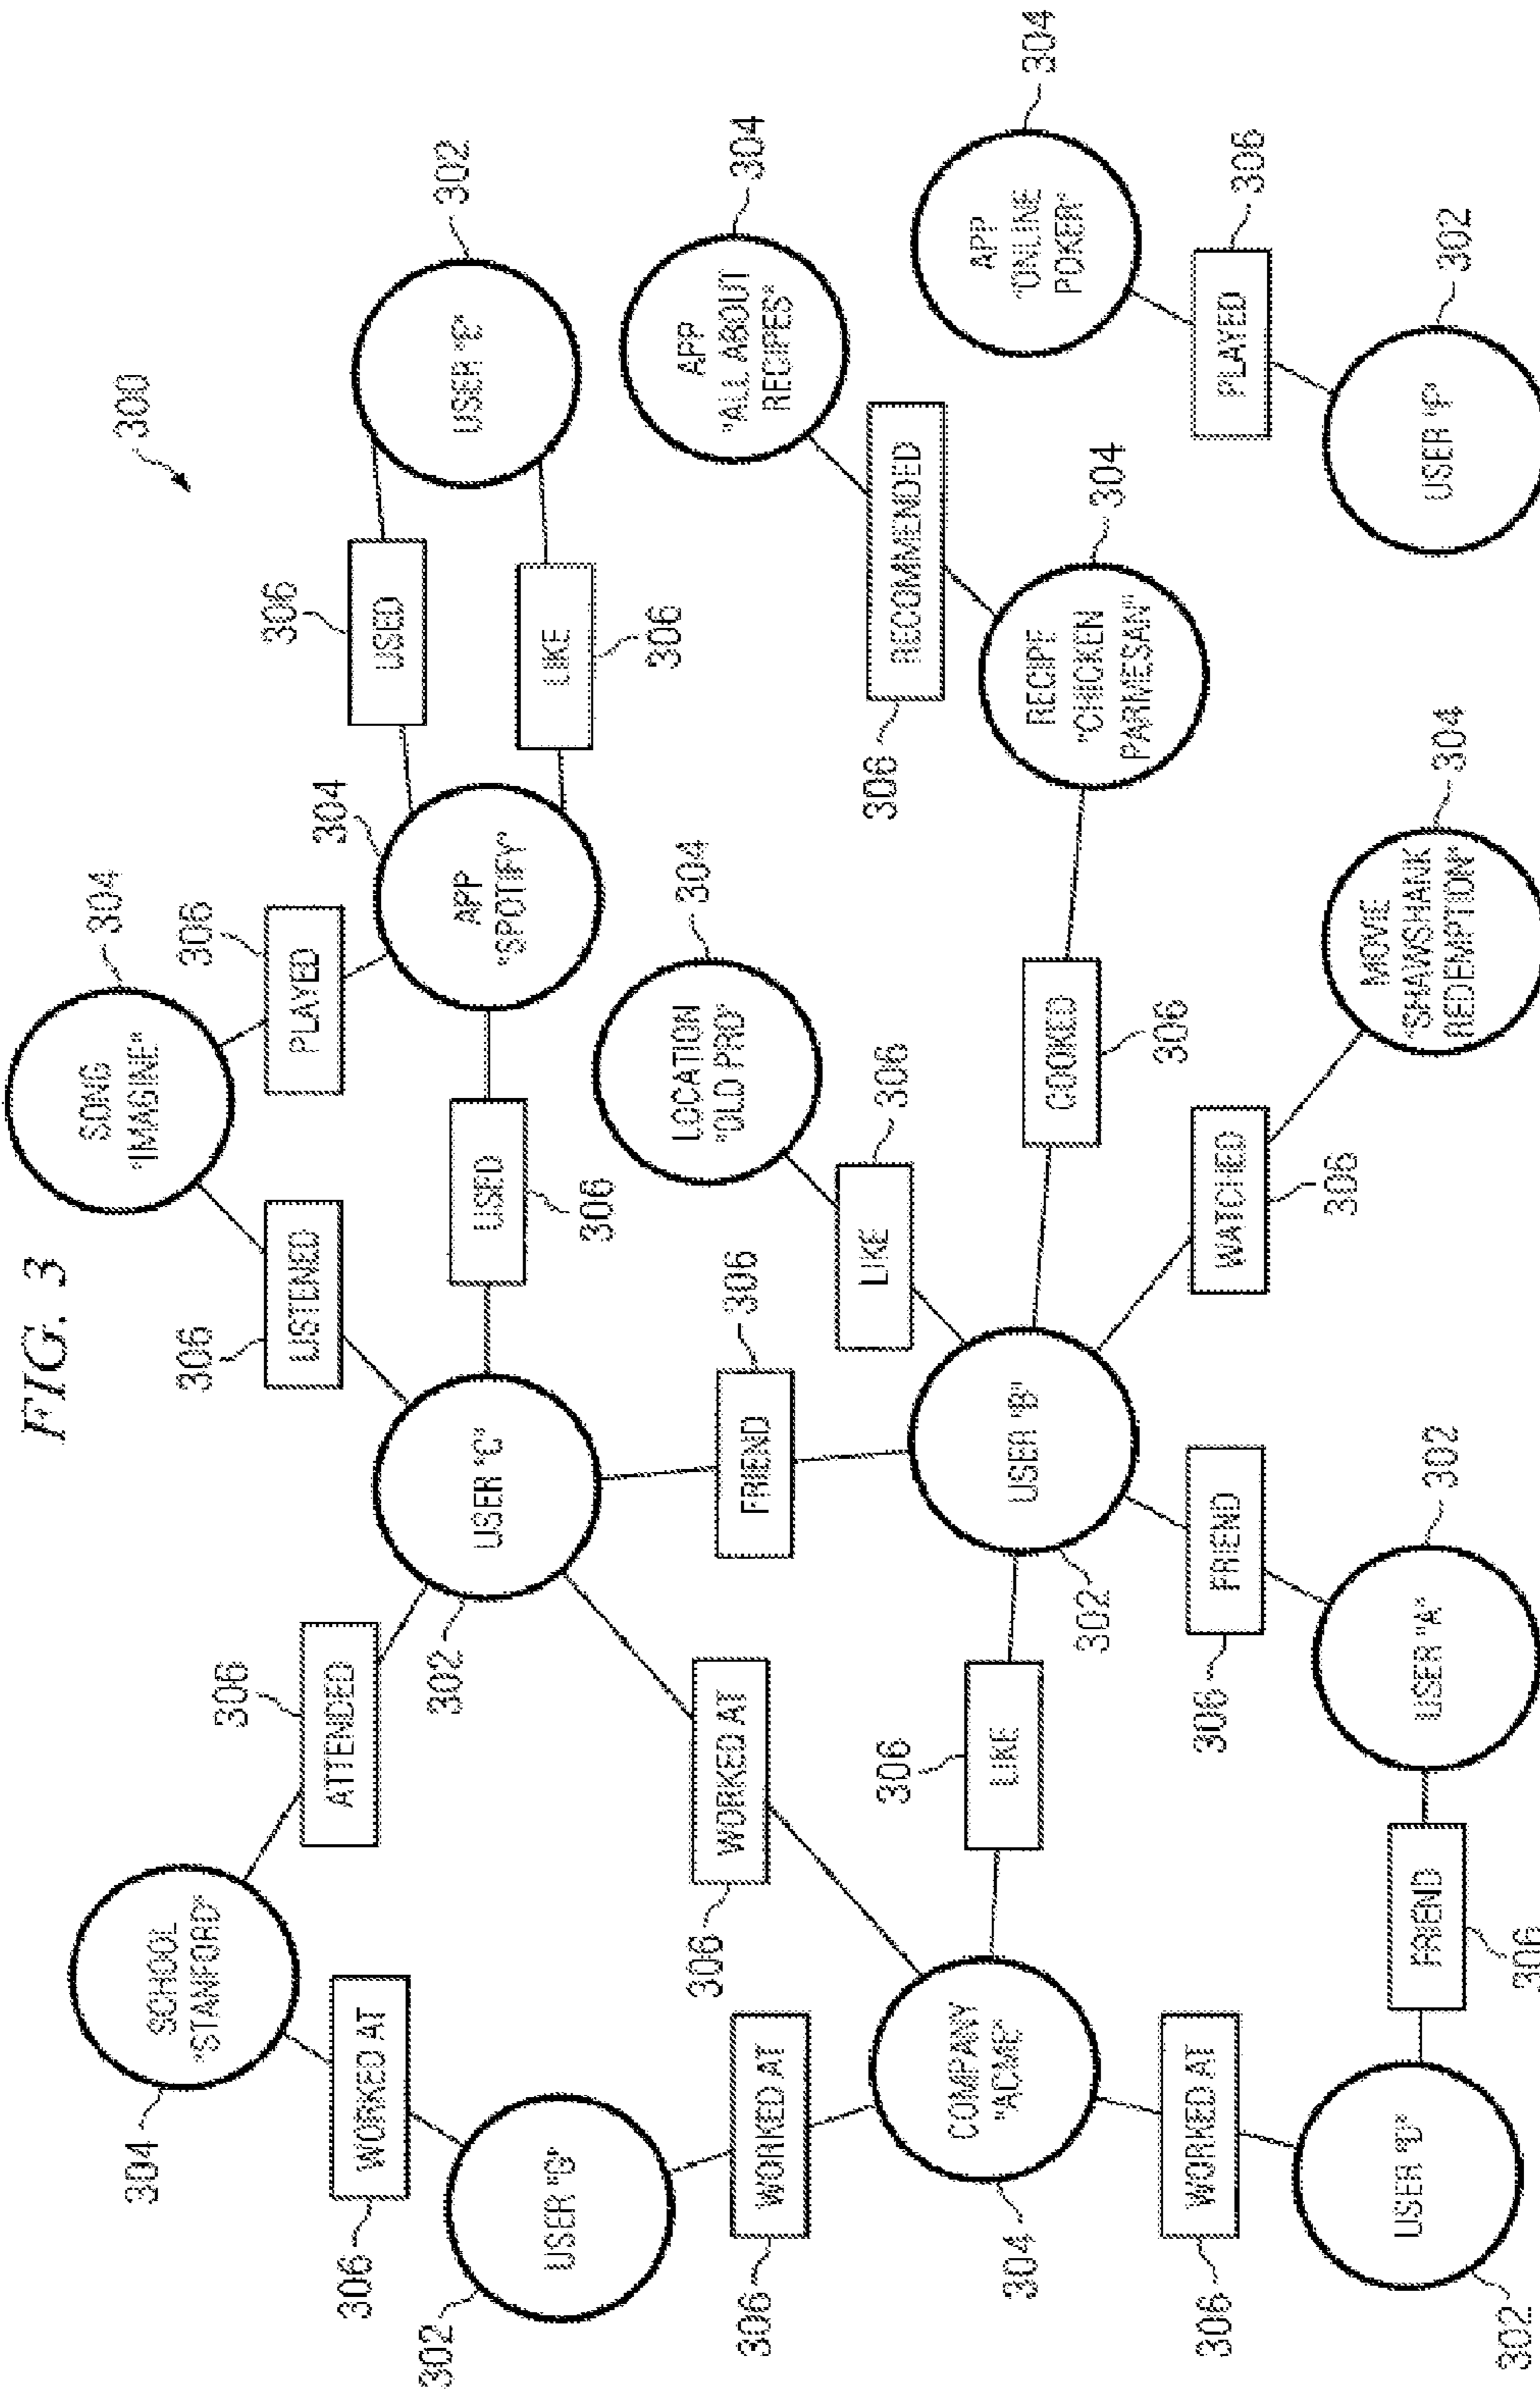 FIG. 3
300
304
SCHOOL
"STANFORD"
306
ATTENDED
306
WORKED AT
306
LISTENED
SONG
"IMAGINE"
304
306
PLAYED
302
USER "G"
302
USER "C"
306
USED
304
APP
"SPOTIFY"
306
USED
LIKE
306
USER "E"
302
306
WORKED AT
306
WORKED AT
FRIEND
306
LOCATION
"OLD PRO"
304
APP
"ALL ABOUT
RECIPES"
304
304
COMPANY
"ACME"
306
LIKE
302
USER "B"
LIKE
306
COOKED
306
306
RECOMMENDED
RECIPE
"CHICKEN
PARMESAN"
304
APP
"ONLINE
POKER"
304
306
WORKED AT
306
FRIEND
WATCHED
306
PLAYED
306
302
USER "D"
FRIEND
306
USER "A"
302
MOVIE
"SHAWSHANK
REDEMPTION"
304
USER "F"
302